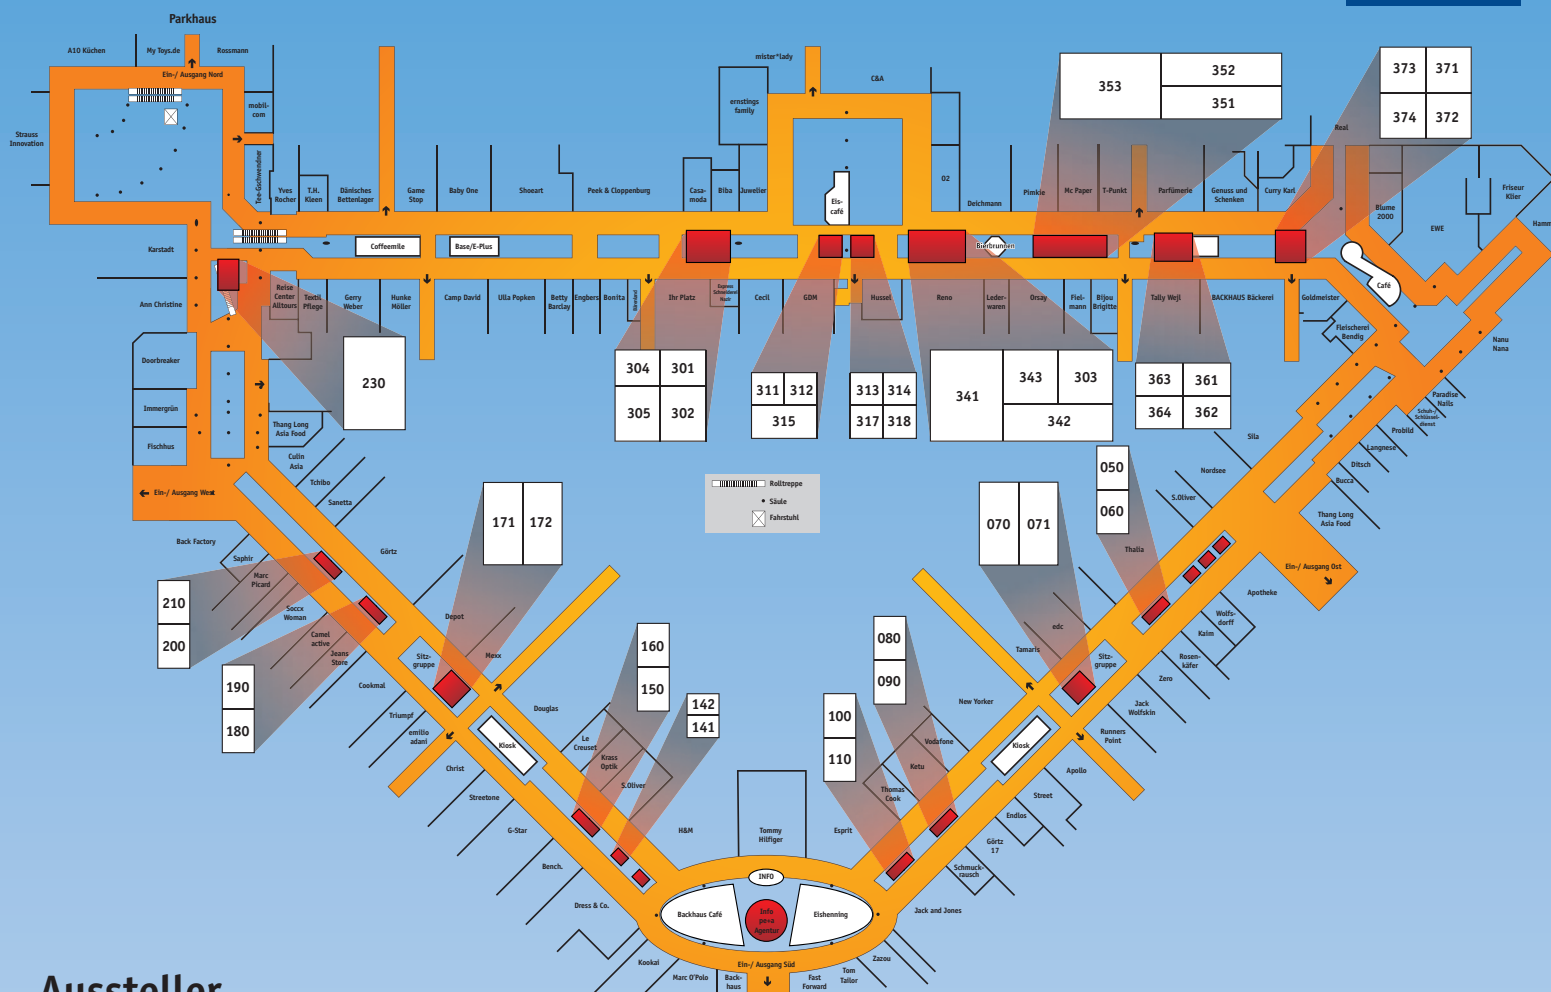 Parkhaus
A10 Küchen
My Toys.de
Rossmann
Ein-/ Ausgang Nord
mobil-
com
Strauss
Innovation
Tee-Gschwendner
Yves
Rocher
T.H.
Kleen
Dänisches
Bettenlager
Game
Stop
Baby One
Shoeart
Peek & Cloppenburg
Casa-
moda
Biba
Juwelier
ernstings
family
mister*lady
C&A
Eis-
café
O2
Deichmann
Pimkie
Mc Paper
T-Punkt
Parfümerie
Genuss und
Schenken
Curry Karl
Real
Blume
2000
EWE
Friseur
Klier
Hamm
353
352
351
373
371
374
372
Karstadt
Coffeemile
Base/E-Plus
Bierbrunnen
Café
Ann Christine
Reise
Center
Alltours
Textil
Pflege
Gerry
Weber
Hunke
Möller
Camp David
Ulla Popken
Betty
Barclay
Engbers
Bonita
Ihr Platz
Express
Schneiderei
Cecil
GDM
Hussel
Reno
Leder-
waren
Orsay
Fiel-
mann
Bijou
Brigitte
Tally Wejl
BACKHAUS Bäckerei
Goldmeister
Fleischerei
Bendig
Nanu
Nana
Doorbreaker
Immergrün
Fischhus
230
304
301
305
302
311
312
315
313
314
317
318
341
343
303
342
363
361
364
362
Paradise
Nails
Schuh-/
Schlüssel-
dienst
Probild
Langnese
Ditsch
Bucca
Thang Long
Asia Food
Thang Long
Asia Food
Culin
Asia
Tchibo
Sanetta
Ein-/ Ausgang West
Rolltreppe
Säule
Fahrstuhl
Sila
Nordsee
S.Oliver
Thalia
050
060
070
071
171
172
Ein-/ Ausgang Ost
Apotheke
Wolfs-
dorff
Kaim
Rosen-
käfer
Zero
Jack
Wolfskin
Runners
Point
Apollo
Street
Endlos
Görtz
17
Schmuck-
rausch
Jack and Jones
Back Factory
Saphir
Marc
Picard
Soccx
Woman
Camel
active
Jeans
Store
Cookmal
Triumpf
emilio
adani
Christ
Streetone
G-Star
Bench.
Dress & Co.
Görtz
Depot
Mexx
Sitz-
gruppe
Kiosk
210
200
190
180
160
150
142
141
Douglas
Le
Creuset
Krass
Optik
S.Oliver
H&M
Tommy
Hilfiger
Esprit
080
090
100
110
edc
Tamaris
Sitz-
gruppe
New Yorker
Kiosk
Vodafone
Ketu
Thomas
Cook
INFO
Backhaus Café
Info
pe+a
Agentur
Eishenning
Ein-/ Ausgang Süd
Kookai
Marc O'Polo
Back-
haus
Fast
Forward
Tom
Tailor
Zazou
Aussteller